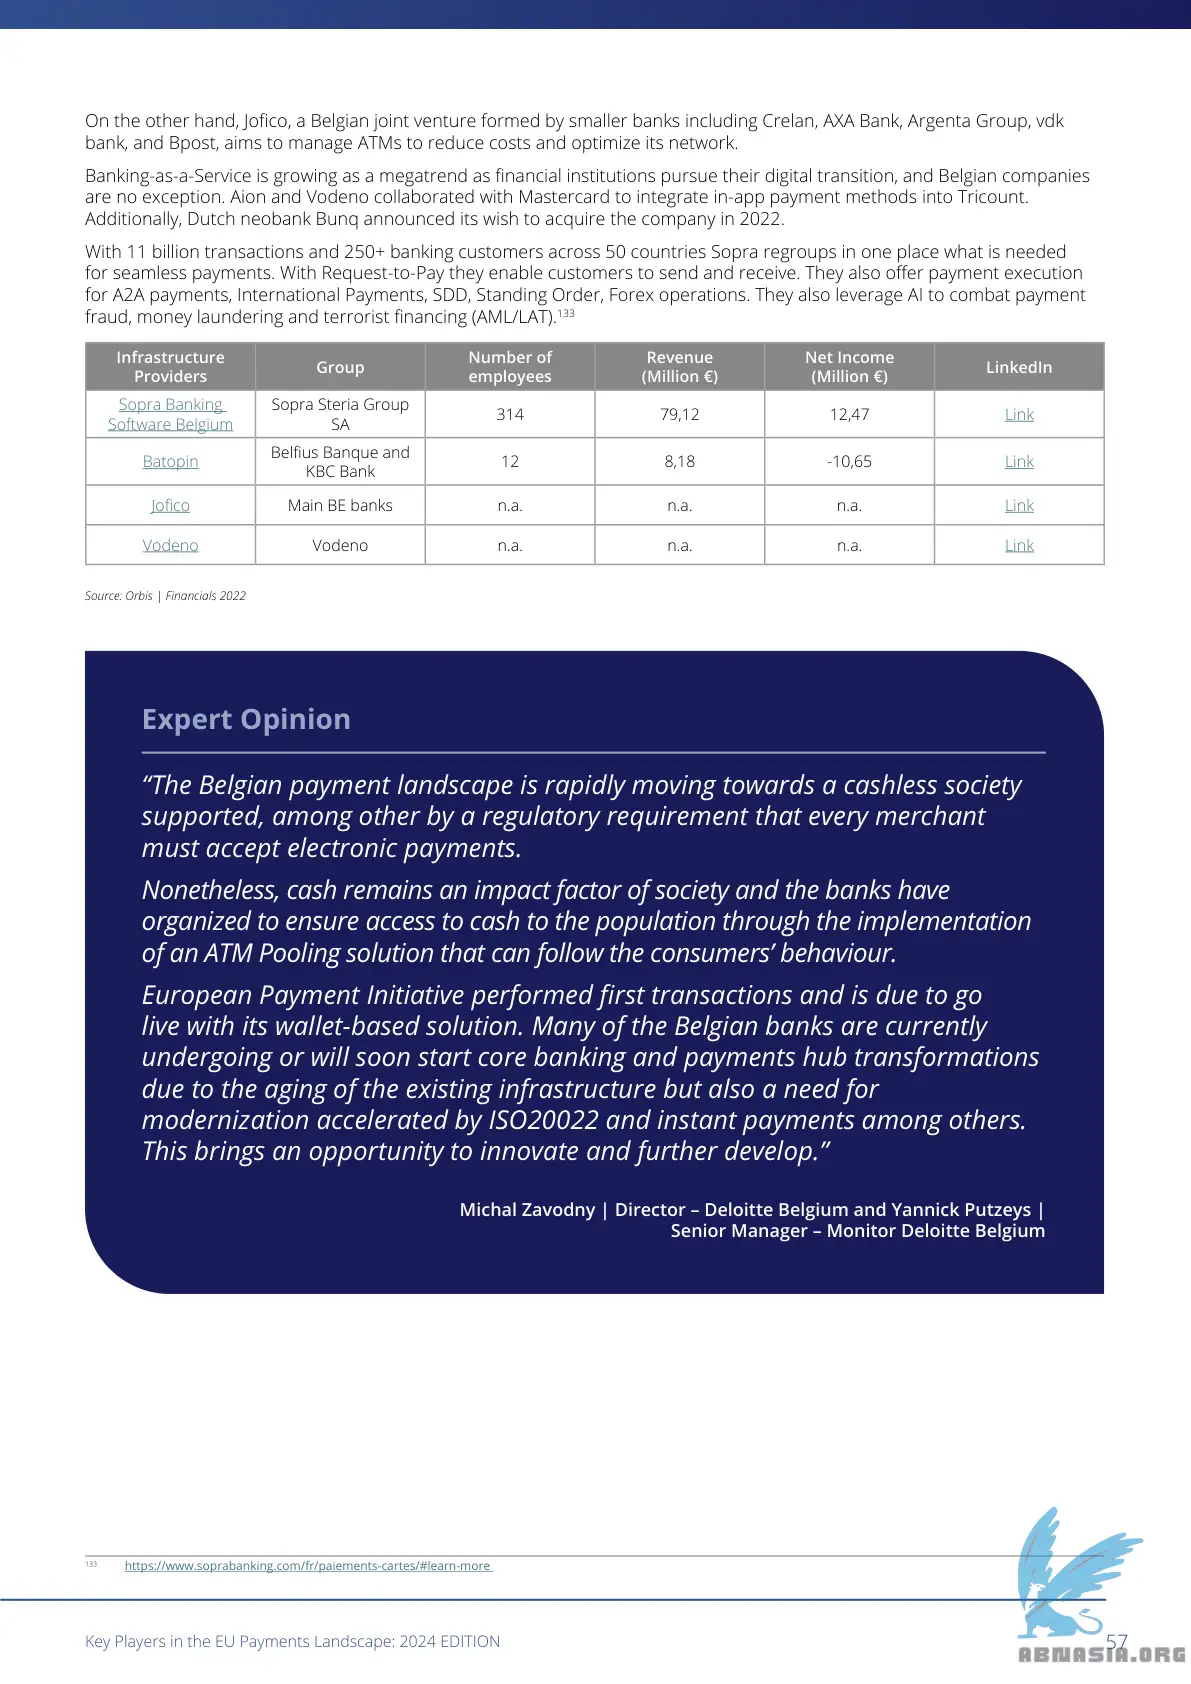 On the other hand, Jofico, a Belgian joint venture formed by smaller banks including Crelan, AXA Bank, Argenta Group, vdk
bank, and Bpost, aims to manage ATMs to reduce costs and optimize its network.
Banking-as-a-Service is growing as a megatrend as financial institutions pursue their digital transition, and Belgian companies
are no exception. Aion and Vodeno collaborated with Mastercard to integrate in-app payment methods into Tricount.
Additionally, Dutch neobank Bunq announced its wish to acquire the company in 2022.
With 11 billion transactions and 250+ banking customers across 50 countries Sopra regroups in one place what is needed
for seamless payments. With Request-to-Pay they enable customers to send and receive. They also offer payment execution
for A2A payments, International Payments, SDD, Standing Order, Forex operations. They also leverage AI to combat payment
fraud, money laundering and terrorist financing (AML/LAT).133
Infrastructure Providers Group Number of employees Revenue (Million €) Net Income (Million €) LinkedIn
Sopra Banking Software Belgium Sopra Steria Group SA 314 79,12 12,47 Link
Batopin Belfius Banque and KBC Bank 12 8,18 -10,65 Link
Jofico Main BE banks n.a. n.a. n.a. Link
Vodeno Vodeno n.a. n.a. n.a. Link
Source: Orbis | Financials 2022
Expert Opinion
“The Belgian payment landscape is rapidly moving towards a cashless society
supported, among other by a regulatory requirement that every merchant
must accept electronic payments.
Nonetheless, cash remains an impact factor of society and the banks have
organized to ensure access to cash to the population through the implementation
of an ATM Pooling solution that can follow the consumers’ behaviour.
European Payment Initiative performed first transactions and is due to go
live with its wallet-based solution. Many of the Belgian banks are currently
undergoing or will soon start core banking and payments hub transformations
due to the aging of the existing infrastructure but also a need for
modernization accelerated by ISO20022 and instant payments among others.
This brings an opportunity to innovate and further develop.”
Michal Zavodny | Director – Deloitte Belgium and Yannick Putzeys |
Senior Manager – Monitor Deloitte Belgium
133 https://www.soprabanking.com/fr/paiements-cartes/#learn-more
Key Players in the EU Payments Landscape: 2024 EDITION
57
ABNASIA.ORG